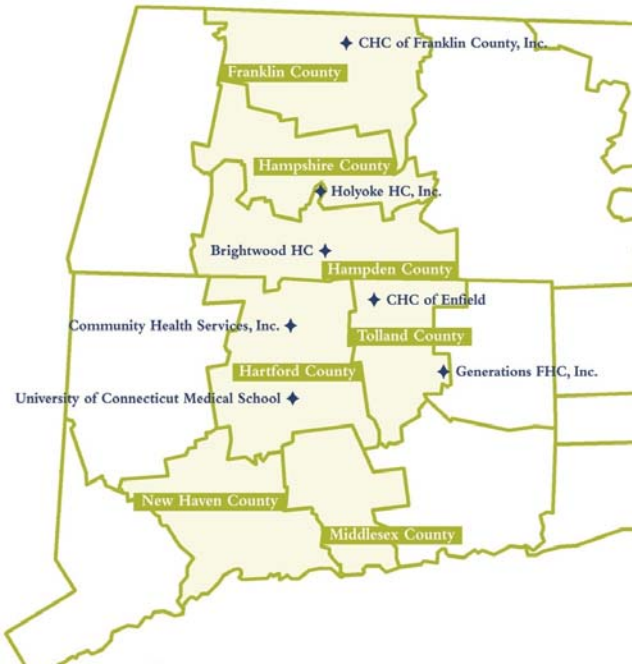 CHC of Franklin County, Inc.
Franklin County
Hampshire County
Holyoke HC, Inc.
Brightwood HC
Hampden County
CHC of Enfield
Community Health Services, Inc.
Tolland County
Hartford County
Generations FHC, Inc.
University of Connecticut Medical School
New Haven County
Middlesex County